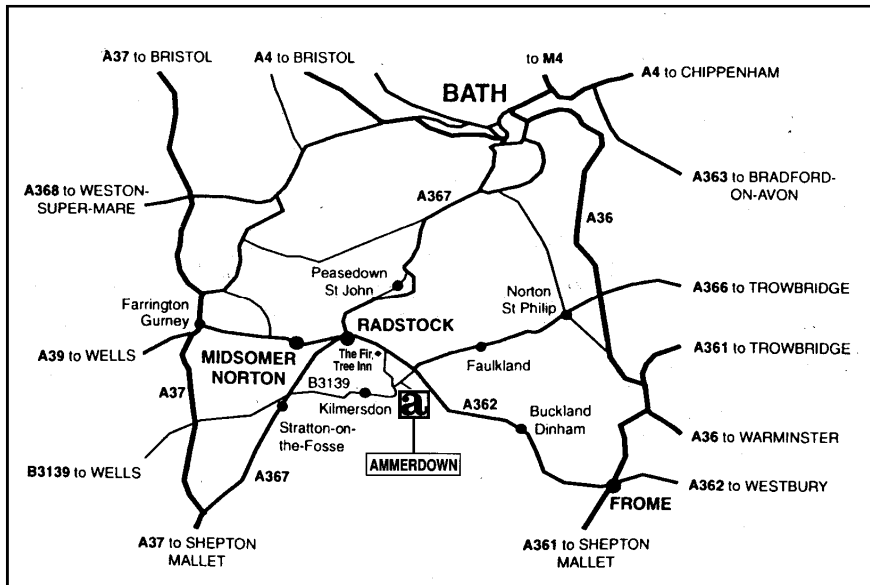 A37 to BRISTOL
A4 to BRISTOL
to M4
A4 to CHIPPENHAM
BATH
A368 to WESTON-
SUPER-MARE
A367
A363 to BRADFORD-
ON-AVON
A36
Peasedown
St John
Norton
St Philip
A366 to TROWBRIDGE
Farrington
Gurney
RADSTOCK
A39 to WELLS
MIDSOMER
NORTON
The Fir,
Tree Inn
Faulkland
A361 to TROWBRIDGE
A37
B3139
Kilmersdon
a
A362
Buckland
Dinham
Stratton-on-
the-Fosse
A36 to WARMINSTER
B3139 to WELLS
A367
AMMERDOWN
FROME
A362 to WESTBURY
A37 to SHEPTON
MALLET
A361 to SHEPTON
MALLET